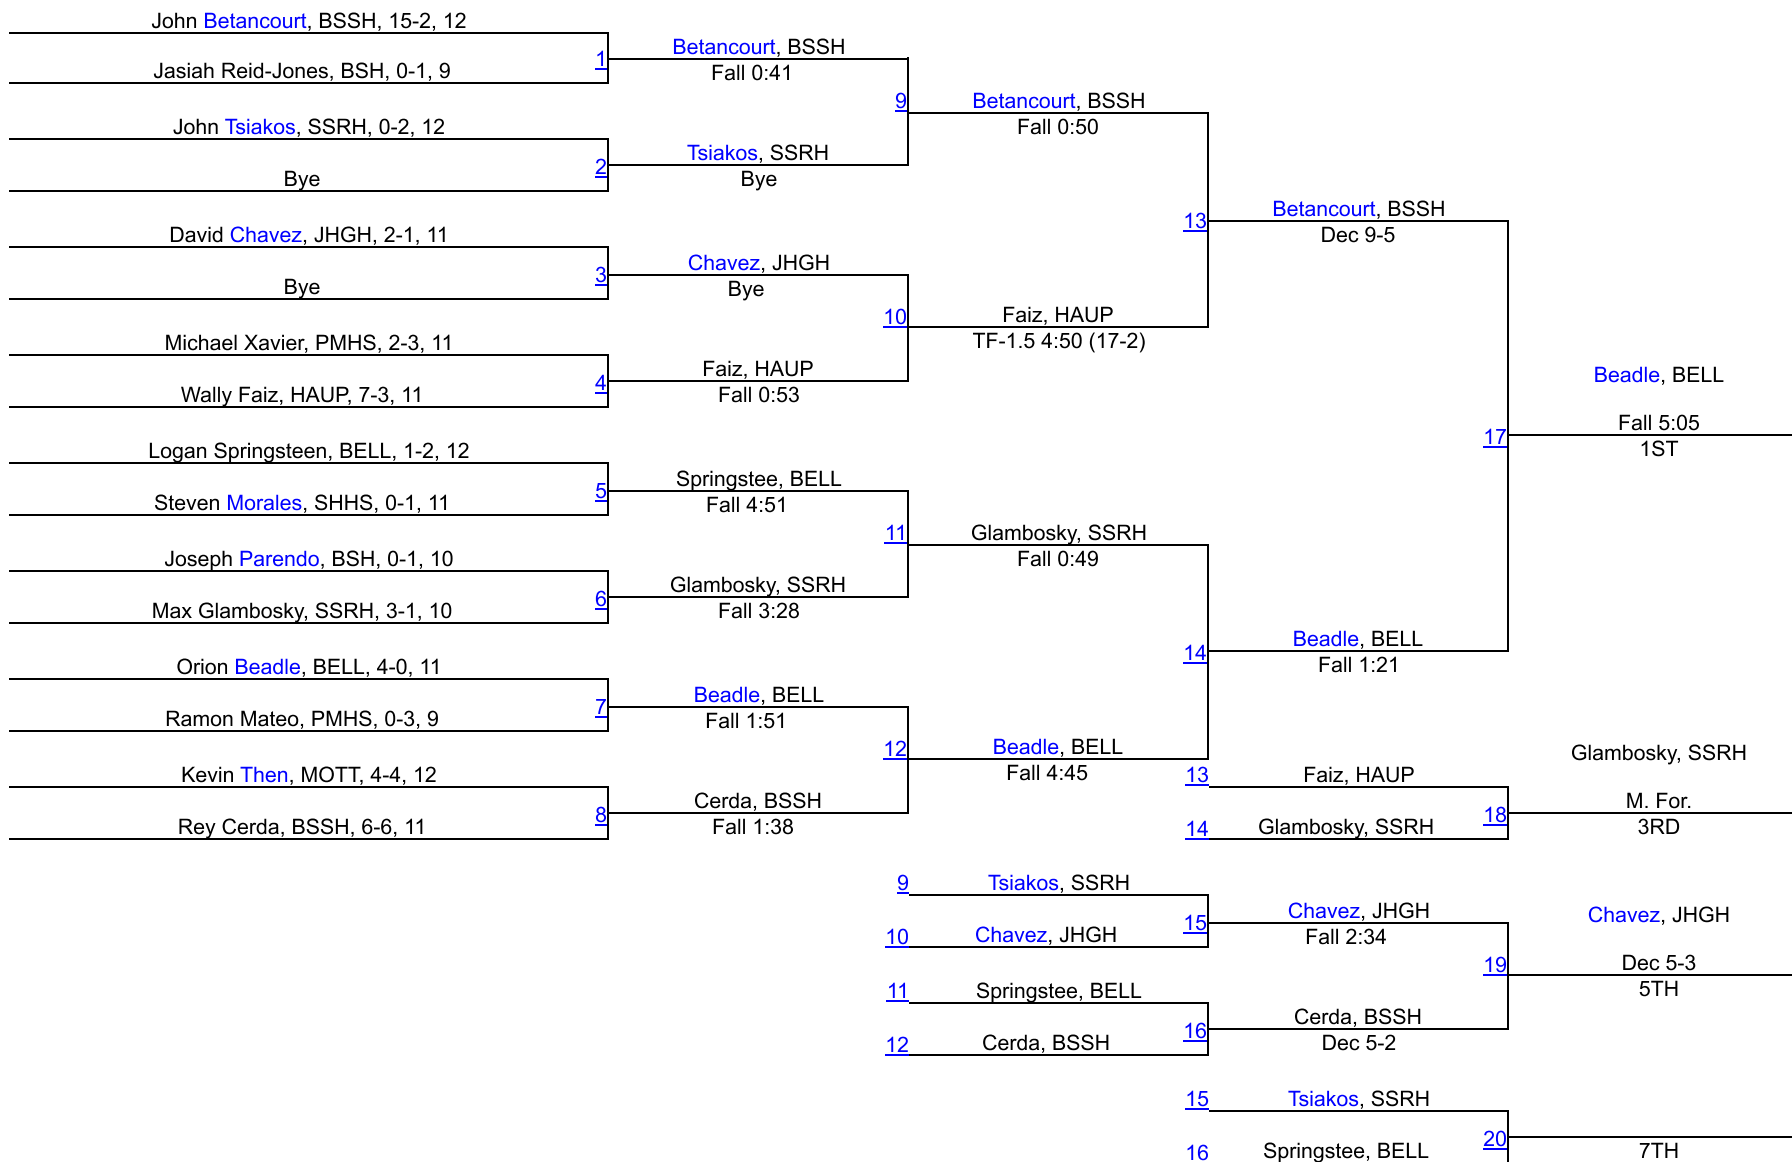 John Betancourt, BSSH, 15-2, 12
1
Jasiah Reid-Jones, BSH, 0-1, 9
John Tsiakos, SSRH, 0-2, 12
2
Bye
David Chavez, JHGH, 2-1, 11
3
Bye
Michael Xavier, PMHS, 2-3, 11
4
Wally Faiz, HAUP, 7-3, 11
Logan Springsteen, BELL, 1-2, 12
5
Steven Morales, SHHS, 0-1, 11
Joseph Parendo, BSH, 0-1, 10
6
Max Glambosky, SSRH, 3-1, 10
Orion Beadle, BELL, 4-0, 11
7
Ramon Mateo, PMHS, 0-3, 9
Kevin Then, MOTT, 4-4, 12
8
Rey Cerda, BSSH, 6-6, 11
Betancourt, BSSH
Fall 0:41
9
Tsiakos, SSRH
Bye
Chavez, JHGH
Bye
10
Faiz, HAUP
Fall 0:53
Springstee, BELL
Fall 4:51
11
Glambosky, SSRH
Fall 3:28
Beadle, BELL
Fall 1:51
12
Cerda, BSSH
Fall 1:38
Betancourt, BSSH
Fall 0:50
13
Faiz, HAUP
TF-1.5 4:50 (17-2)
Glambosky, SSRH
Fall 0:49
14
Beadle, BELL
Fall 4:45
Betancourt, BSSH
Dec 9-5
17
Beadle, BELL
Fall 1:21
Beadle, BELL
Fall 5:05
1ST
13 Faiz, HAUP
18
14 Glambosky, SSRH
Glambosky, SSRH
M. For.
3RD
9 Tsiakos, SSRH
15
10 Chavez, JHGH
11 Springstee, BELL
16
12 Cerda, BSSH
Chavez, JHGH
Fall 2:34
19
Cerda, BSSH
Dec 5-2
Chavez, JHGH
Dec 5-3
5TH
15 Tsiakos, SSRH
20
16 Springstee, BELL
7TH